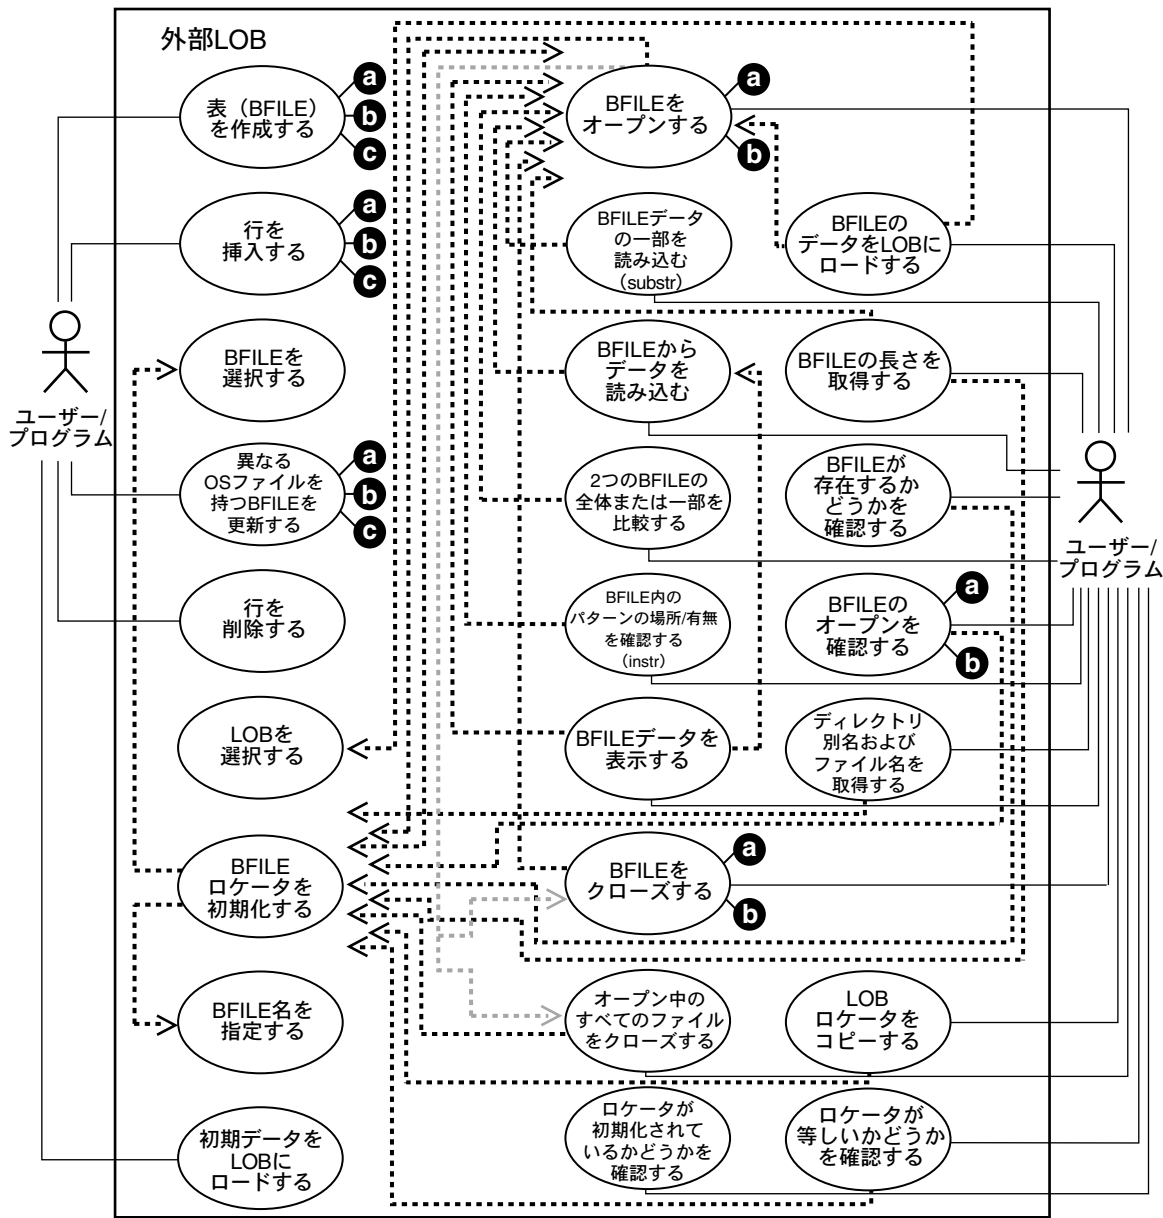 外部LOB
表（BFILE）
を作成する
a
b
c
行を
挿入する
a
b
c
BFILEを
選択する
異なる
OSファイルを
持つBFILEを
更新する
a
b
c
行を
削除する
LOBを
選択する
BFILE
ロケータを
初期化する
BFILE名を
指定する
初期データを
LOBに
ロードする
ユーザー/
プログラム
BFILEを
オープンする
a
b
BFILEデータ
の一部を
読み込む
（substr）
BFILEの
データをLOBに
ロードする
BFILEから
データを
読み込む
BFILEの長さを
取得する
2つのBFILEの
全体または一部を
比較する
BFILEが
存在するか
どうかを
確認する
BFILE内の
パターンの場所/有無
を確認する
（instr）
BFILEの
オープンを
確認する
a
b
BFILEデータを
表示する
ディレクトリ
別名および
ファイル名を
取得する
BFILEを
クローズする
a
b
オープン中の
すべてのファイル
をクローズする
LOB
ロケータを
コピーする
ロケータが
初期化されて
いるかどうかを
確認する
ロケータが
等しいかどうか
を確認する
ユーザー/
プログラム